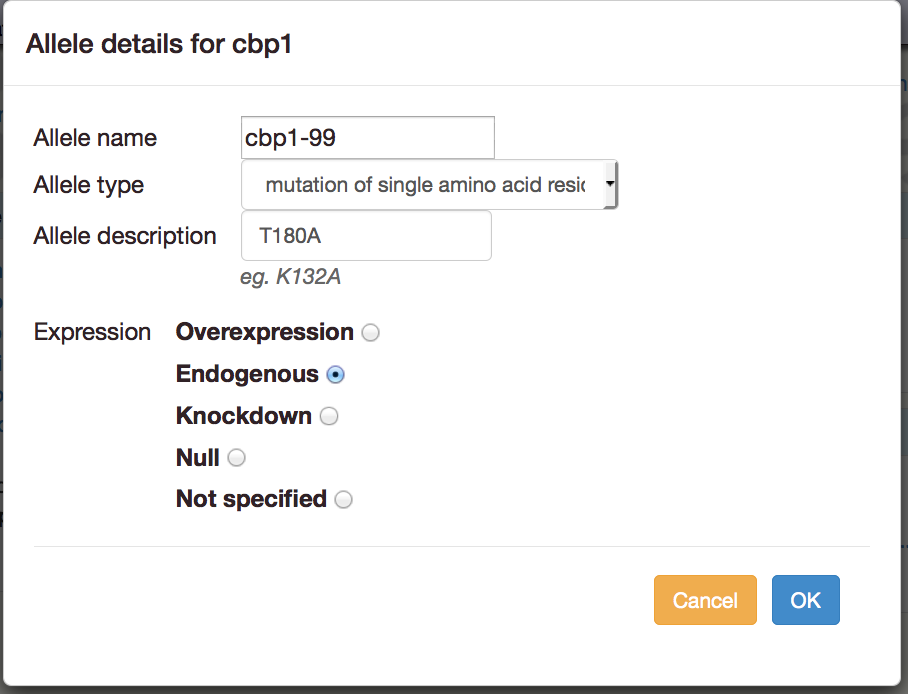 Allele details for cbp1
Allele name cbp1-99
Allele type mutation of single amino acid resi
Allele description T180A
eg. K132A
Expression Overexpression
Endogenous
Knockdown
Null
Not specified
Cancel OK